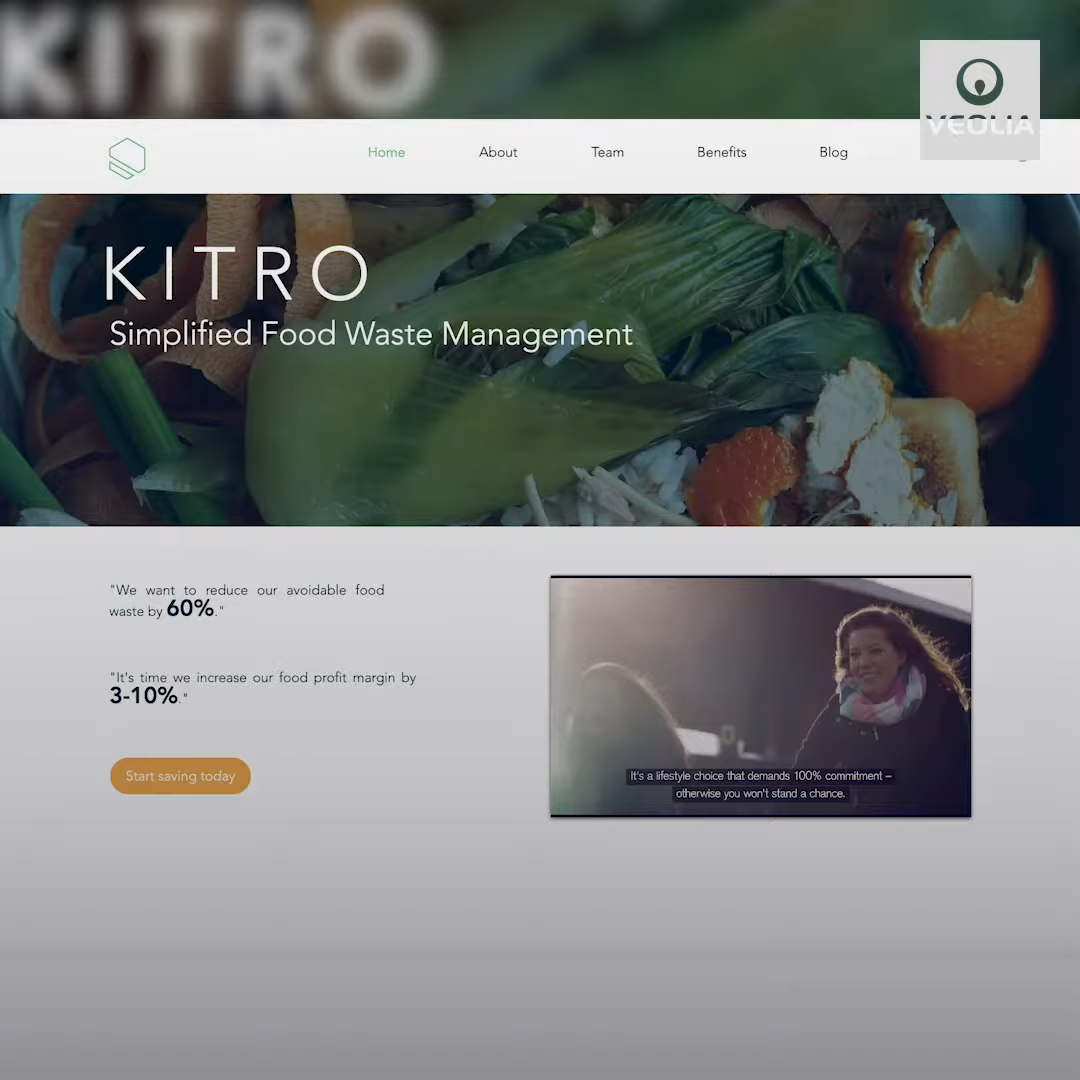 KITRO
VEOLIA
Home About Team Benefits Blog
KITRO
Simplified Food Waste Management
"We want to reduce our avoidable food
waste by 60%."
"It's time we increase our food profit margin by
3-10%."
Start saving today
It's a lifestyle choice that demands 100% commitment –
otherwise you won't stand a chance.